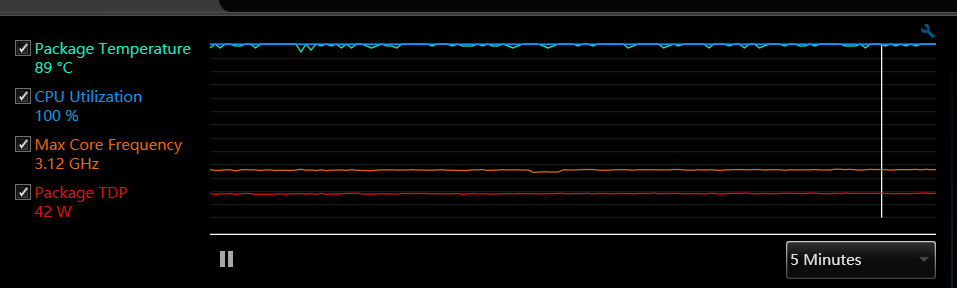 Package Temperature
89 °C
CPU Utilization
100 %
Max Core Frequency
3.12 GHz
Package TDP
42 W
5 Minutes